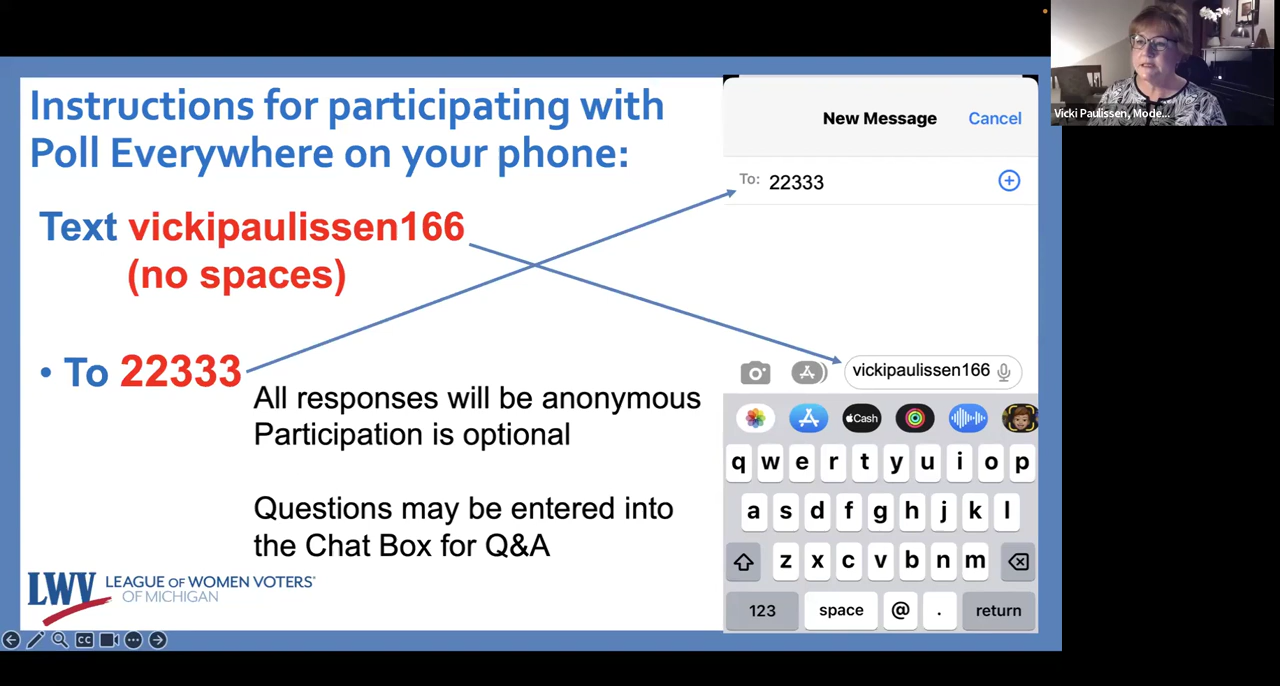 Instructions for participating with
Poll Everywhere on your phone:
Text vickipaulissen166
(no spaces)
• To 22333
All responses will be anonymous
Participation is optional
Questions may be entered into
the Chat Box for Q&A
LWV LEAGUE OF WOMEN VOTERS®
OF MICHIGAN
New Message Cancel
To: 22333
vickipaulissen166
Cash
q w e r t y u i o p
a s d f g h j k l
z x c v b n m
123 space @ . return
CC
Vicki Paulissen, Mode...